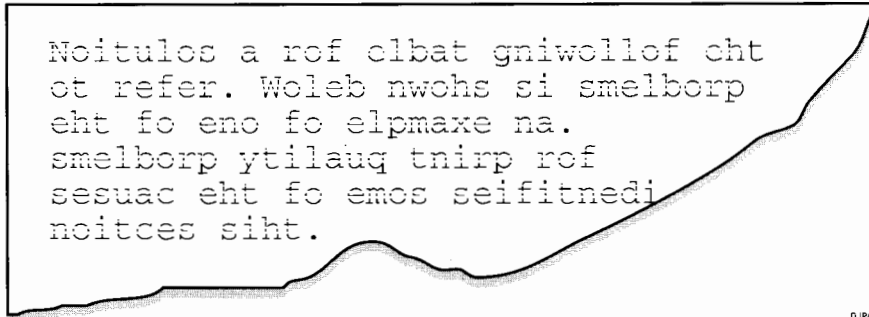 Noitulos a rof elbat gniwollof eht
ot refer. Woleb nwohs si smelborp
eht fo eno fo elpmaxe na.
smelborp ytilauq tnirp rof
sesuac eht fo emos seifitnedi
noitces siht.